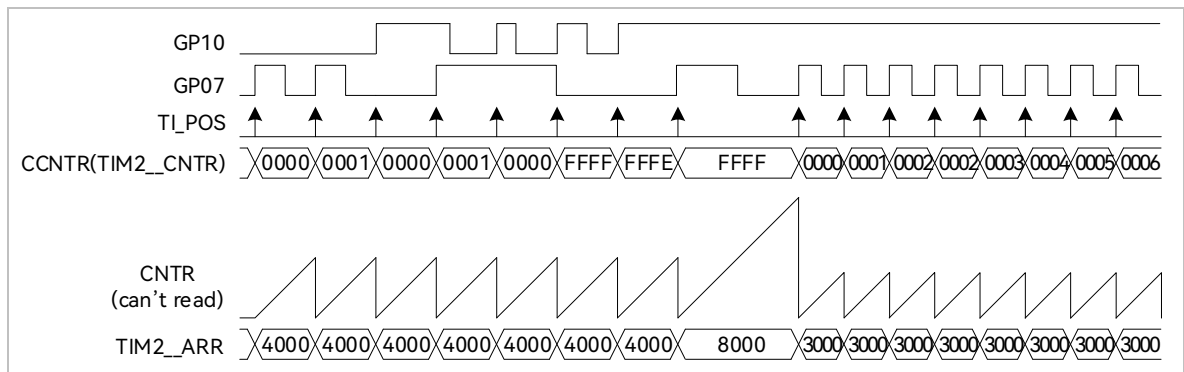 GP10
GP07
TI_POS
CCNTR(TIM2__CNTR) 0000 0001 0000 0001 0000 FFFF FFFE FFFF 0000 0001 0002 0002 0003 0004 0005 0006
CNTR
(can't read)
TIM2__ARR 4000 4000 4000 4000 4000 4000 4000 8000 3000 3000 3000 3000 3000 3000 3000 3000